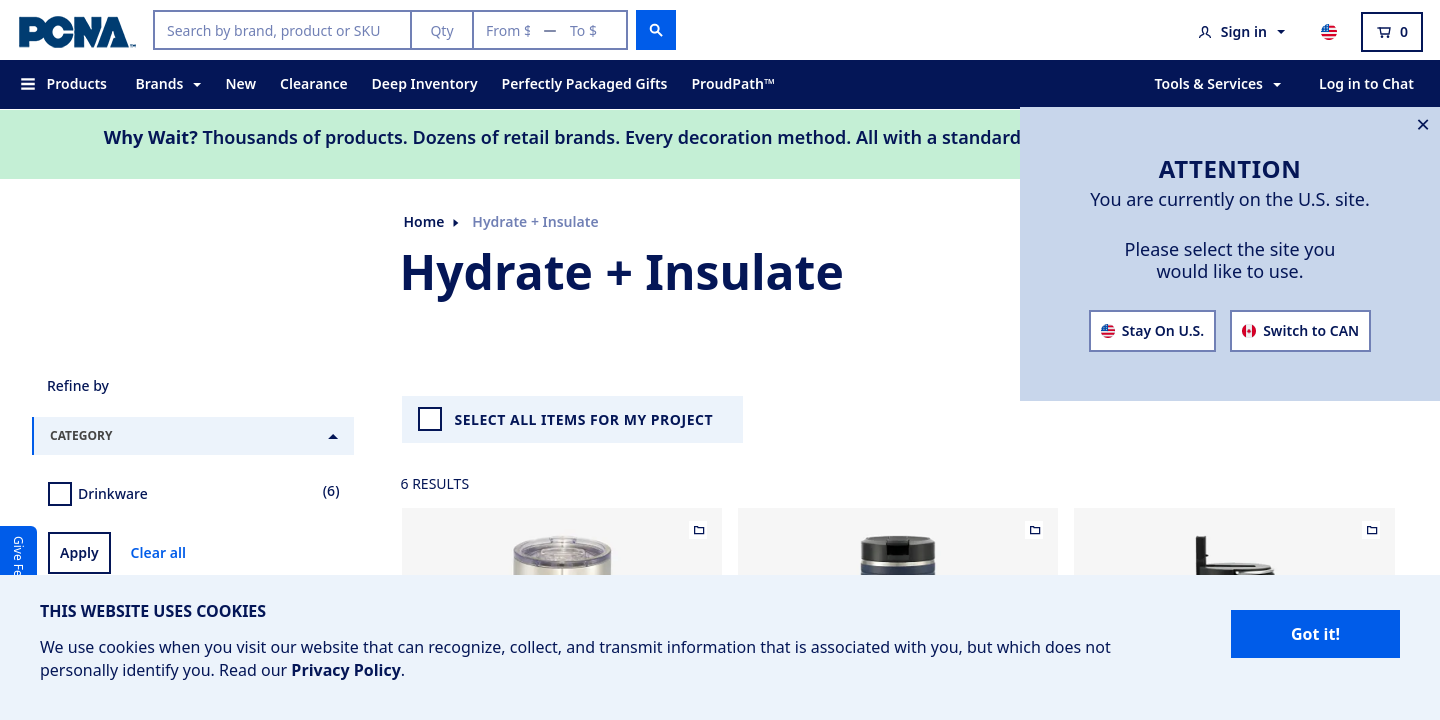 PCNA™
Search by brand, product or SKU Qty From $ — To $
Sign in 0
Products Brands New Clearance Deep Inventory Perfectly Packaged Gifts ProudPath™ Tools & Services Log in to Chat
Why Wait? Thousands of products. Dozens of retail brands. Every decoration method. All with a standard
ATTENTION
You are currently on the U.S. site.
Please select the site you
would like to use.
Stay On U.S. Switch to CAN
Home Hydrate + Insulate
Hydrate + Insulate
Refine by
CATEGORY
Drinkware (6)
Apply Clear all
SELECT ALL ITEMS FOR MY PROJECT
6 RESULTS
Give
THIS WEBSITE USES COOKIES
We use cookies when you visit our website that can recognize, collect, and transmit information that is associated with you, but which does not
personally identify you. Read our Privacy Policy.
Got it!